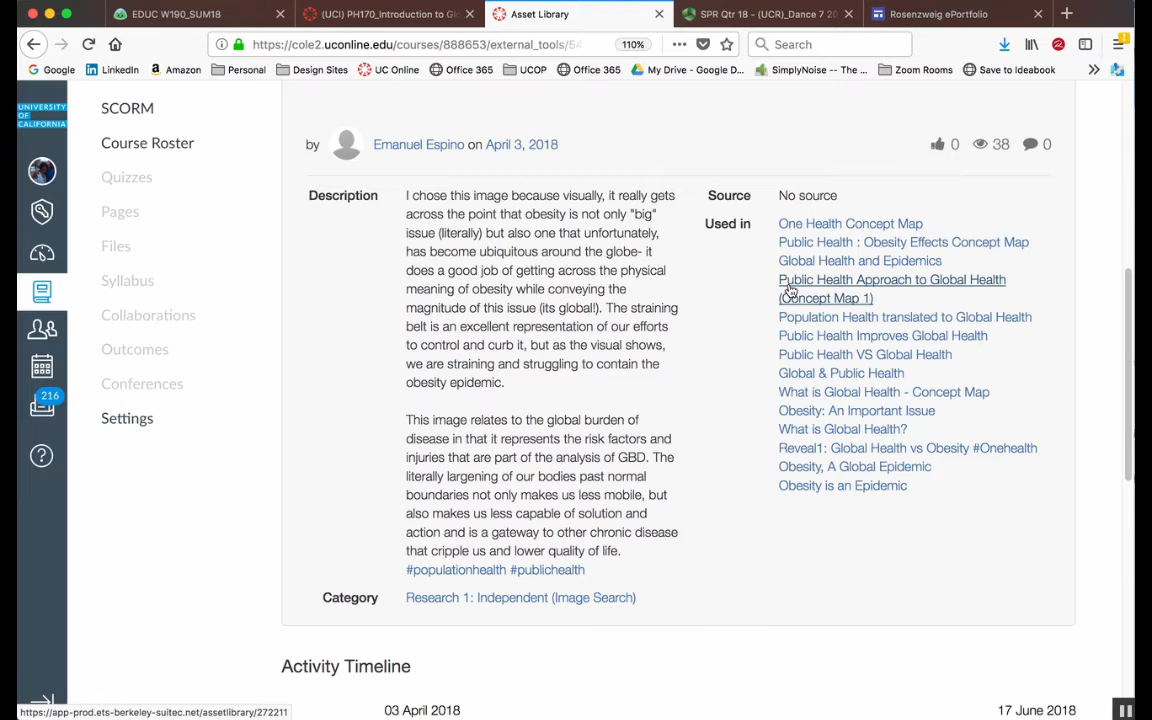 EDUC W190_SUM18
(UCI) PH170_Introduction to Gl
Asset Library
SPR Qtr 18 - (UCR)_Dance 7 20
Rosenzweig ePortfolio
https://cole2.uconline.edu/courses/888653/external_tools/54
110%
Search
Google
LinkedIn
Amazon
Personal
Design Sites
UC Online
Office 365
UCOP
Office 365
My Drive - Google D...
SimplyNoise -- The ...
Zoom Rooms
Save to Ideabook
UNIVERSITY
OF
CALIFORNIA
216
SCORM
Course Roster
Quizzes
Pages
Files
Syllabus
Collaborations
Outcomes
Conferences
Settings
by Emanuel Espino on April 3, 2018
0 38 0
Description
I chose this image because visually, it really gets
across the point that obesity is not only "big"
issue (literally) but also one that unfortunately,
has become ubiquitous around the globe- it
does a good job of getting across the physical
meaning of obesity while conveying the
magnitude of this issue (its global!). The straining
belt is an excellent representation of our efforts
to control and curb it, but as the visual shows,
we are straining and struggling to contain the
obesity epidemic.
This image relates to the global burden of
disease in that it represents the risk factors and
injuries that are part of the analysis of GBD. The
literally largening of our bodies past normal
boundaries not only makes us less mobile, but
also makes us less capable of solution and
action and is a gateway to other chronic disease
that cripple us and lower quality of life.
#populationhealth #publichealth
Category Research 1: Independent (Image Search)
Source No source
Used in One Health Concept Map
Public Health : Obesity Effects Concept Map
Global Health and Epidemics
Public Health Approach to Global Health
(Concept Map 1)
Population Health translated to Global Health
Public Health Improves Global Health
Public Health VS Global Health
Global & Public Health
What is Global Health - Concept Map
Obesity: An Important Issue
What is Global Health?
Reveal1: Global Health vs Obesity #Onehealth
Obesity, A Global Epidemic
Obesity is an Epidemic
Activity Timeline
03 April 2018
17 June 2018
https://app-prod.ets-berkeley-suitec.net/assetlibrary/272211